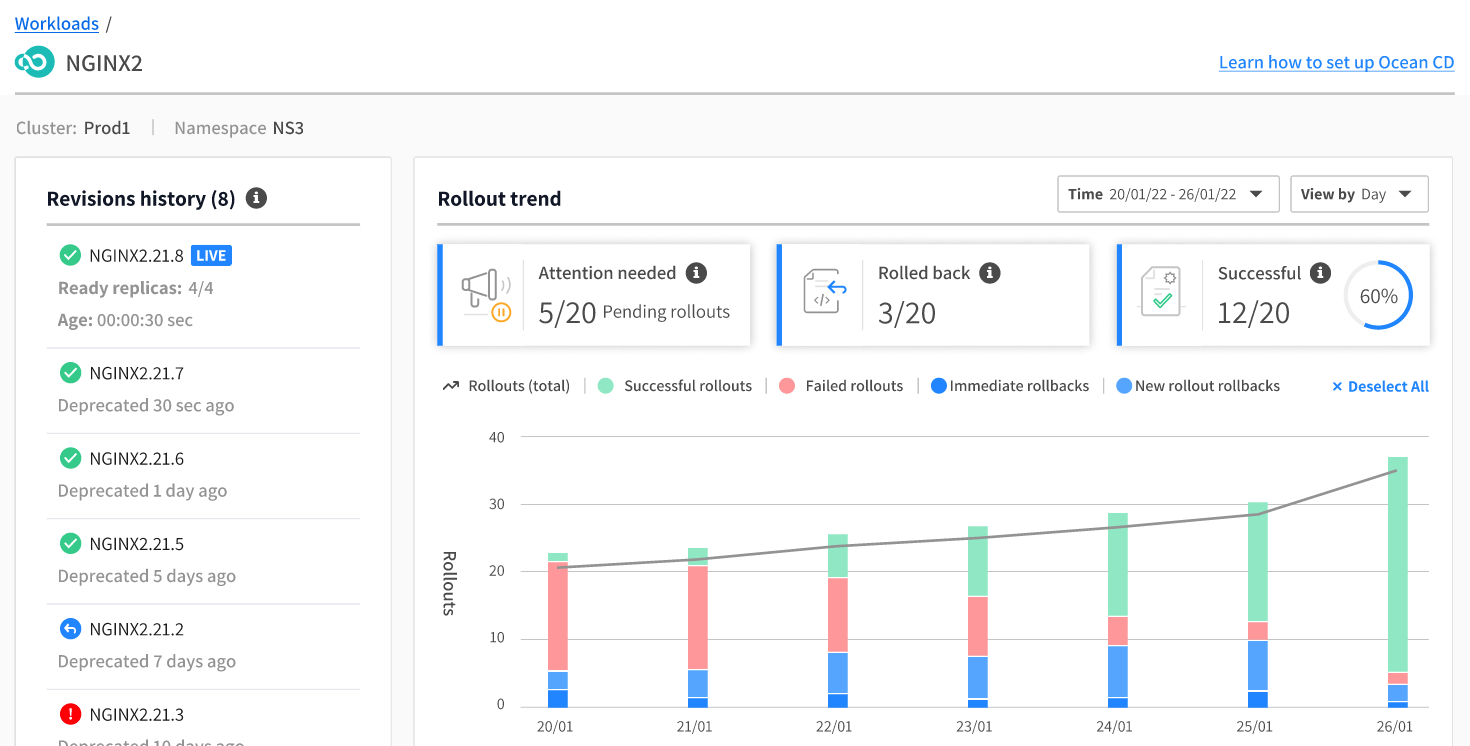 Workloads /
NGINX2
Learn how to set up Ocean CD
Cluster: Prod1 | Namespace NS3
Revisions history (8)
NGINX2.21.8 LIVE
Ready replicas: 4/4
Age: 00:00:30 sec
NGINX2.21.7
Deprecated 30 sec ago
NGINX2.21.6
Deprecated 1 day ago
NGINX2.21.5
Deprecated 5 days ago
NGINX2.21.2
Deprecated 7 days ago
NGINX2.21.3
Deprecated 10 days ago
Rollout trend
Time 20/01/22 - 26/01/22
View by Day
Attention needed
5/20 Pending rollouts
Rolled back
3/20
Successful
12/20
60%
Rollouts (total) | Successful rollouts | Failed rollouts | Immediate rollbacks | New rollout rollbacks
× Deselect All
Rollouts
40
30
20
10
0
20/01 21/01 22/01 23/01 24/01 25/01 26/01